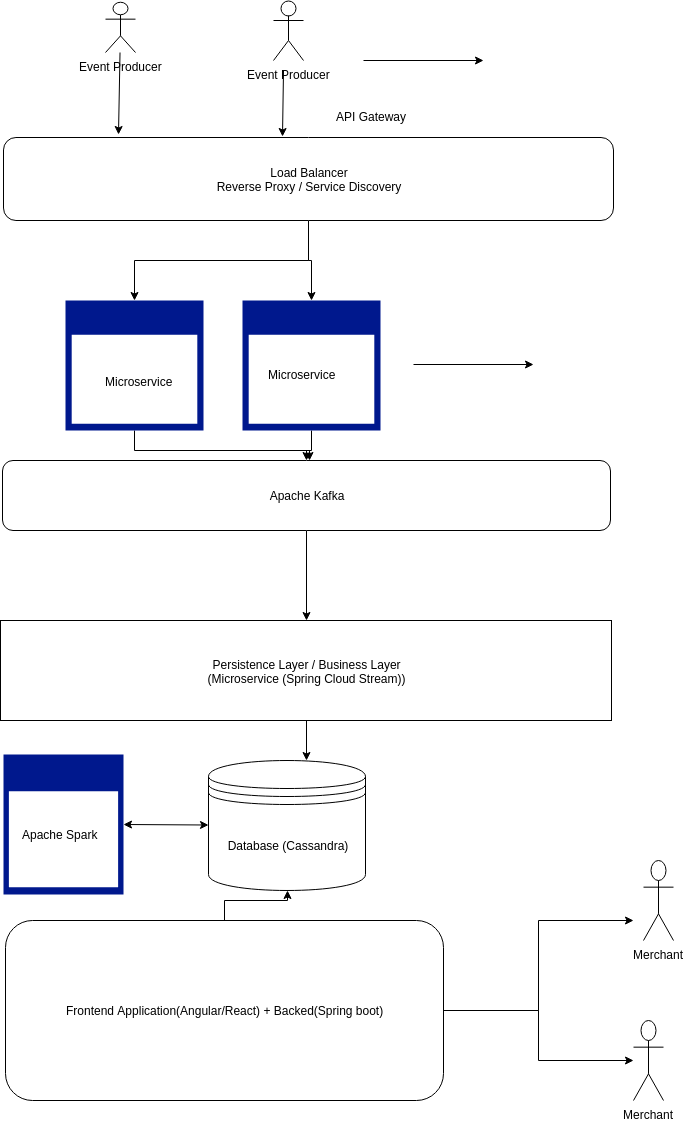 Event Producer
Event Producer
API Gateway
Load Balancer
Reverse Proxy / Service Discovery
Microservice
Microservice
Apache Kafka
Persistence Layer / Business Layer
(Microservice (Spring Cloud Stream))
Apache Spark
Database (Cassandra)
Merchant
Frontend Application(Angular/React) + Backed(Spring boot)
Merchant